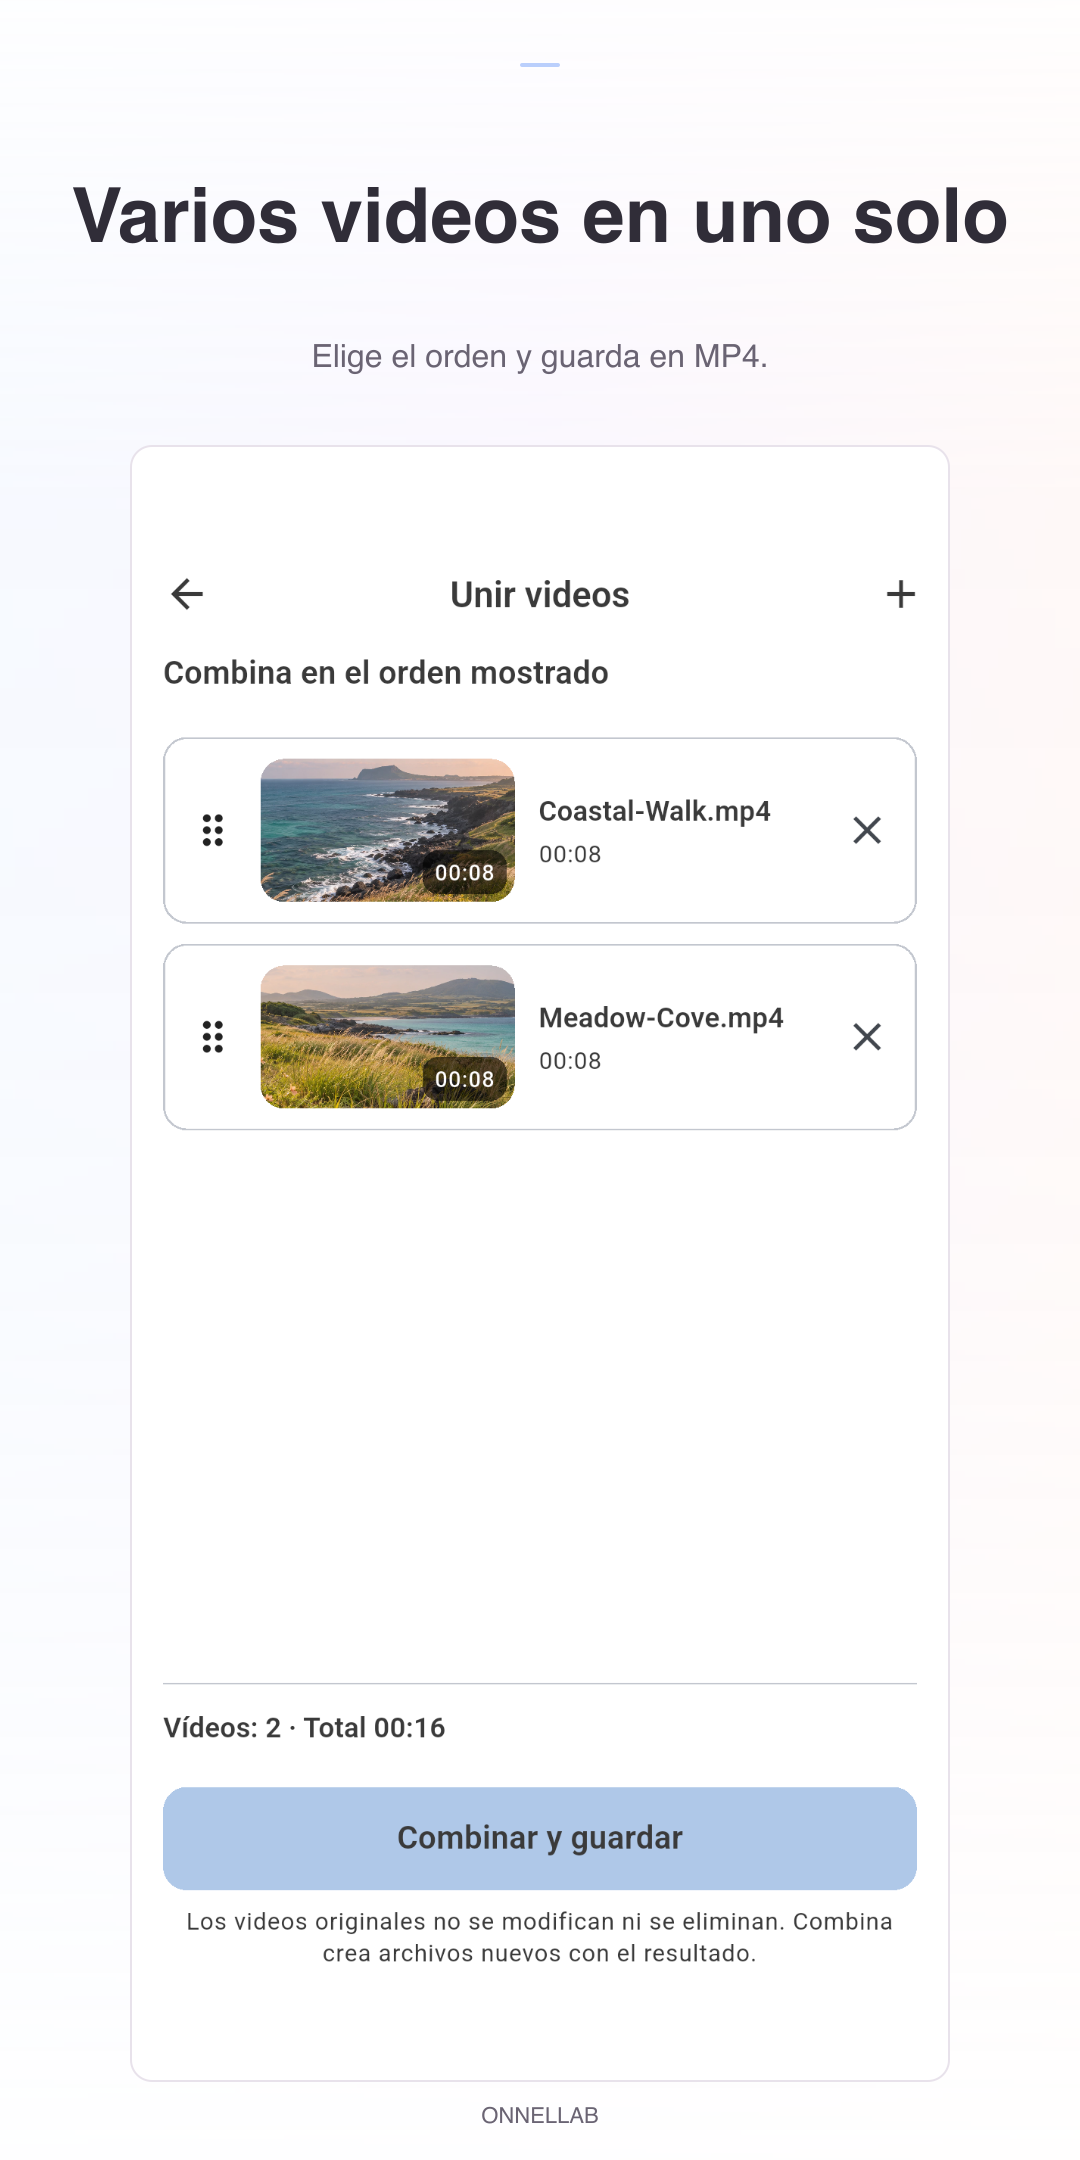 Varios videos en uno solo
Elige el orden y guarda en MP4.
Unir videos
Combina en el orden mostrado
00:08
Coastal-Walk.mp4
00:08
00:08
Meadow-Cove.mp4
00:08
Vídeos: 2 · Total 00:16
Combinar y guardar
Los videos originales no se modifican ni se eliminan. Combina
crea archivos nuevos con el resultado.
ONNELLAB